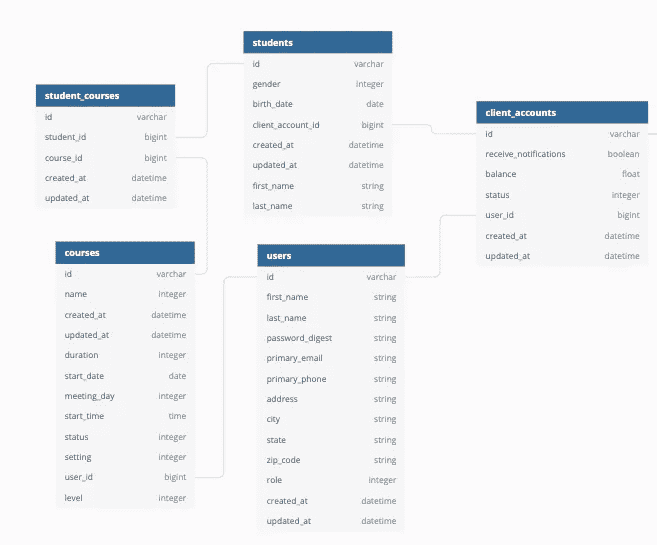 students
id varchar
gender integer
birth_date date
client_account_id bigint
created_at datetime
updated_at datetime
first_name string
last_name string
student_courses
id varchar
student_id bigint
course_id bigint
created_at datetime
updated_at datetime
client_accounts
id varchar
receive_notifications boolean
balance float
status integer
user_id bigint
created_at datetime
updated_at datetime
courses
id varchar
name integer
created_at datetime
updated_at datetime
duration integer
start_date date
meeting_day integer
start_time time
status integer
setting integer
user_id bigint
level integer
users
id varchar
first_name string
last_name string
password_digest string
primary_email string
primary_phone string
address string
city string
state string
zip_code string
role integer
created_at datetime
updated_at datetime